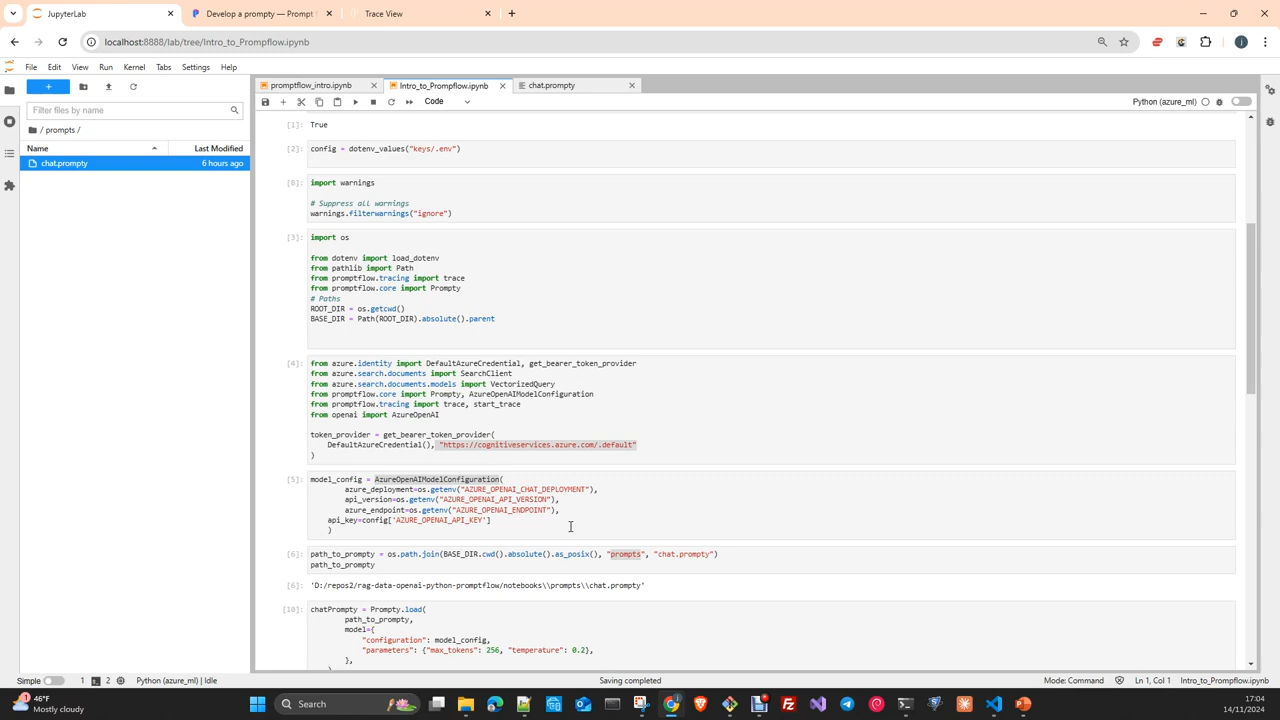 JupyterLab
Develop a prompty — Prompt
Trace View
localhost:8888/lab/tree/Intro_to_Prompflow.ipynb
File Edit View Run Kernel Tabs Settings Help
promptflow_intro.ipynb
Intro_to_Prompflow.ipynb
chat.prompty
Code
Python (azure_ml)
Filter files by name
/ prompts /
Name Last Modified
chat.prompty 6 hours ago
[1]: True
[2]: config = dotenv_values("keys/.env")
[8]: import warnings
# Suppress all warnings
warnings.filterwarnings("ignore")
[3]: import os
from dotenv import load_dotenv
from pathlib import Path
from promptflow.tracing import trace
from promptflow.core import Prompty
# Paths
ROOT_DIR = os.getcwd()
BASE_DIR = Path(ROOT_DIR).absolute().parent
[4]: from azure.identity import DefaultAzureCredential, get_bearer_token_provider
from azure.search.documents import SearchClient
from azure.search.documents.models import VectorizedQuery
from promptflow.core import Prompty, AzureOpenAIModelConfiguration
from promptflow.tracing import trace, start_trace
from openai import AzureOpenAI
token_provider = get_bearer_token_provider(
DefaultAzureCredential(), "https://cognitiveservices.azure.com/.default"
)
[5]: model_config = AzureOpenAIModelConfiguration(
azure_deployment=os.getenv("AZURE_OPENAI_CHAT_DEPLOYMENT"),
api_version=os.getenv("AZURE_OPENAI_API_VERSION"),
azure_endpoint=os.getenv("AZURE_OPENAI_ENDPOINT"),
api_key=config['AZURE_OPENAI_API_KEY']
)
[6]: path_to_prompty = os.path.join(BASE_DIR.cwd().absolute().as_posix(), "prompts", "chat.prompty")
path_to_prompty
[6]: 'D:/repos2/rag-data-openai-python-promptflow/notebooks\\prompts\\chat.prompty'
[10]: chatPrompty = Prompty.load(
path_to_prompty,
model={
"configuration": model_config,
"parameters": {"max_tokens": 256, "temperature": 0.2},
},
Simple 1 2 Python (azure_ml) | Idle Saving completed Mode: Command Ln 1, Col 1 Intro_to_Prompflow.ipynb
46°F
Mostly cloudy
Search
17:04
14/11/2024